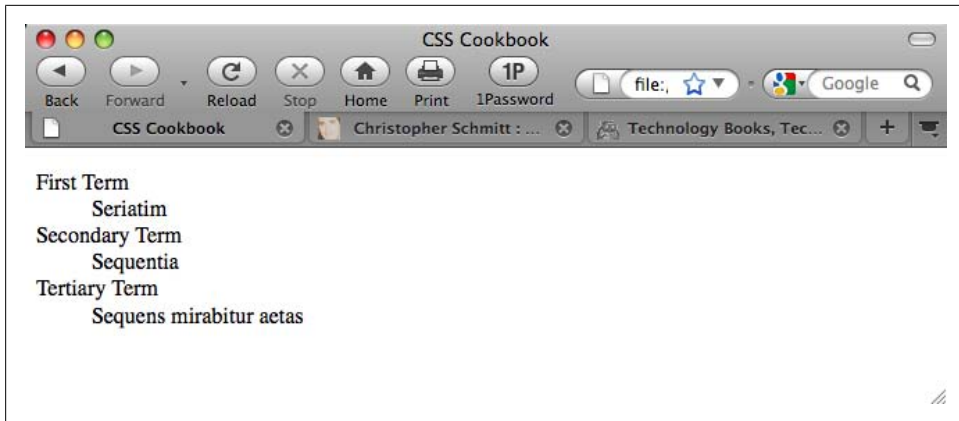 CSS Cookbook
1P
file:,
Google
Back Forward Reload Stop Home Print 1Password
CSS Cookbook Christopher Schmitt : ... Technology Books, Tec... +
First Term
Seriatim
Secondary Term
Sequentia
Tertiary Term
Sequens mirabitur aetas